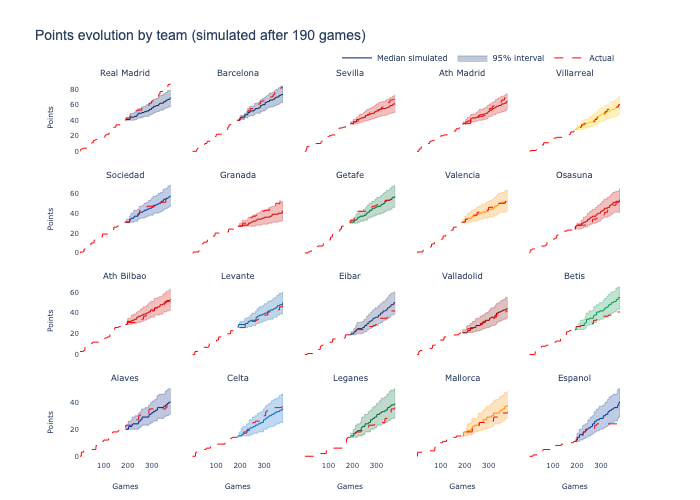 Points evolution by team (simulated after 190 games)
Median simulated 95% interval Actual
Real Madrid Barcelona Sevilla Ath Madrid Villarreal
80
60
40
20
0
Points
Sociedad Granada Getafe Valencia Osasuna
60
40
20
0
Points
Ath Bilbao Levante Eibar Valladolid Betis
60
40
20
0
Points
Alaves Celta Leganes Mallorca Espanol
40
20
0
Points
100 200 300 100 200 300 100 200 300 100 200 300 100 200 300
Games Games Games Games Games